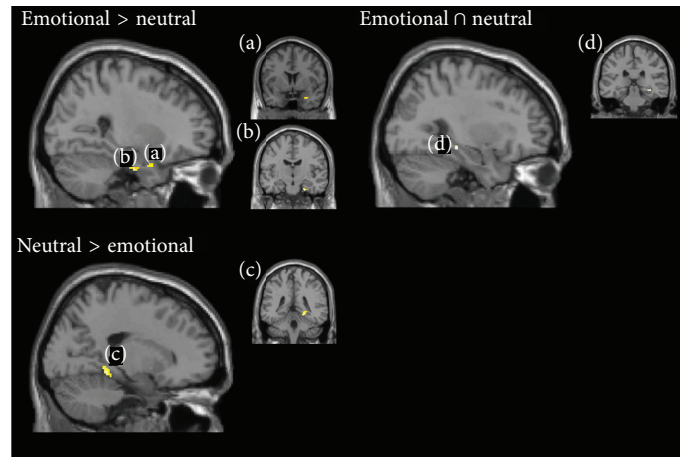 Emotional > neutral
(a)
(b)
(b) (a)
Emotional ∩ neutral
(d)
(d)
Neutral > emotional
(c)
(c)